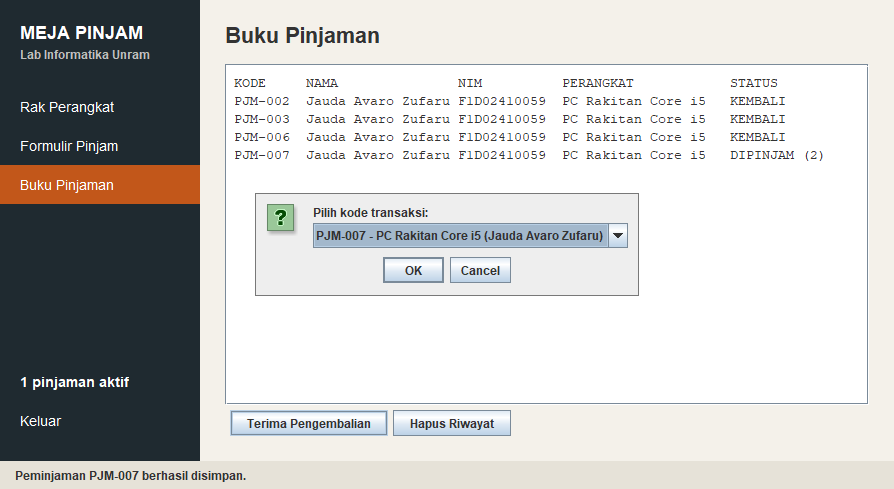 MEJA PINJAM
Lab Informatika Unram
Rak Perangkat
Formulir Pinjam
Buku Pinjaman
1 pinjaman aktif
Keluar
Buku Pinjaman
KODE NAMA NIM PERANGKAT STATUS
PJM-002 Jauda Avaro Zufaru F1D02410059 PC Rakitan Core i5 KEMBALI
PJM-003 Jauda Avaro Zufaru F1D02410059 PC Rakitan Core i5 KEMBALI
PJM-006 Jauda Avaro Zufaru F1D02410059 PC Rakitan Core i5 KEMBALI
PJM-007 Jauda Avaro Zufaru F1D02410059 PC Rakitan Core i5 DIPINJAM (2)
?
Pilih kode transaksi:
PJM-007 - PC Rakitan Core i5 (Jauda Avaro Zufaru)
OK Cancel
Terima Pengembalian Hapus Riwayat
Peminjaman PJM-007 berhasil disimpan.